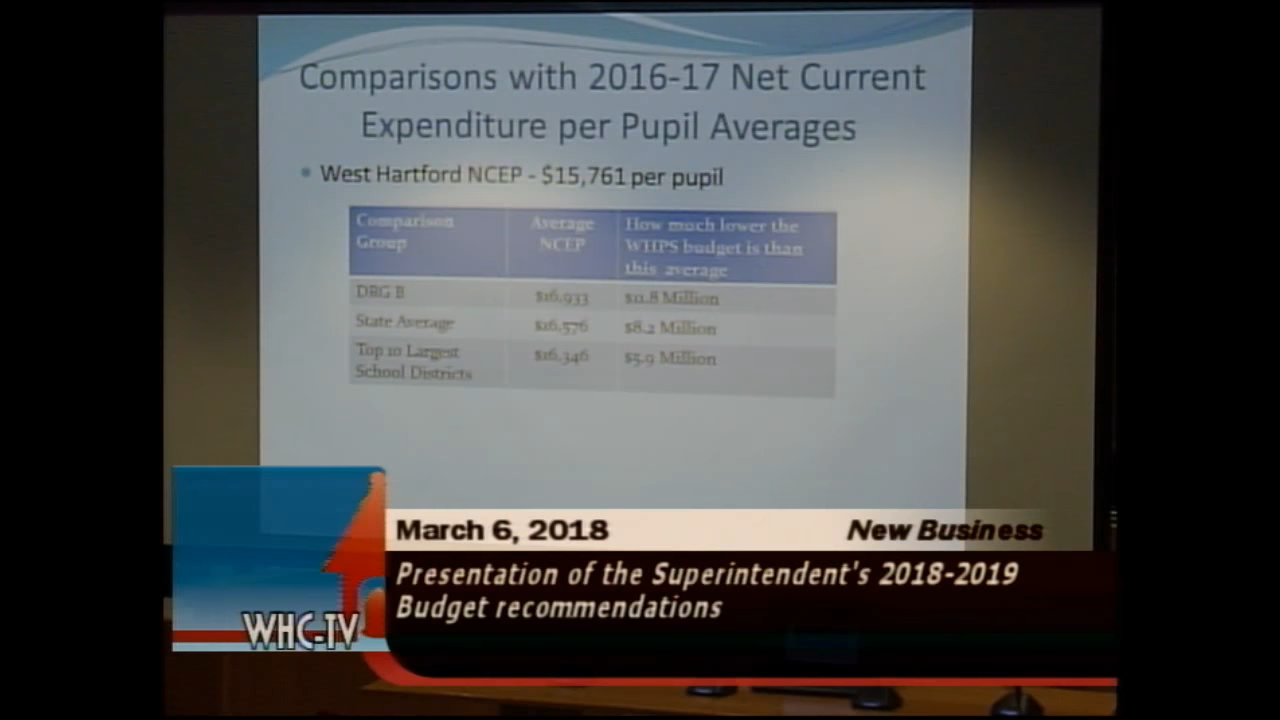 Comparisons with 2016-17 Net Current
Expenditure per Pupil Averages
West Hartford NCEP - $15,761 per pupil
Comparison Group
Average NCEP
How much lower the WHPS budget is than this average
DRG B $16,933 $11.8 Million
State Average $16,576 $8.2 Million
Top 10 Largest School Districts $16,346 $5.9 Million
March 6, 2018 New Business
Presentation of the Superintendent's 2018-2019
Budget recommendations
WHC-TV